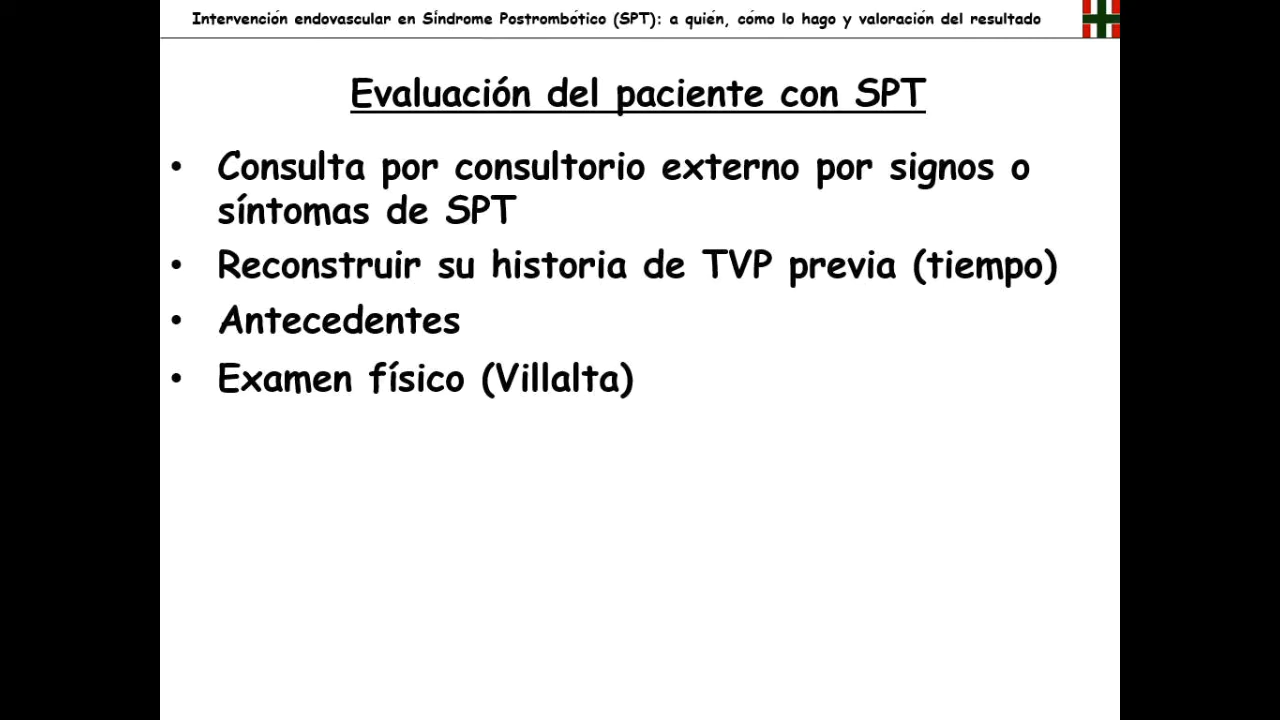 Intervención endovascular en Síndrome Postrombótico (SPT): a quién, cómo lo hago y valoración del resultado
Evaluación del paciente con SPT
• Consulta por consultorio externo por signos o
síntomas de SPT
• Reconstruir su historia de TVP previa (tiempo)
• Antecedentes
• Examen físico (Villalta)